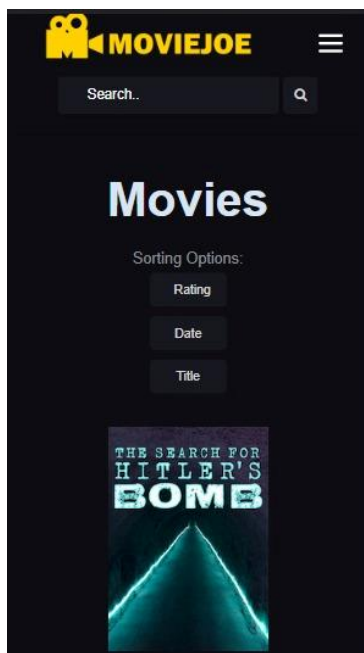 MOVIEJOE
Search..
Movies
Sorting Options:
Rating
Date
Title
THE SEARCH FOR
HITLER'S
BOMB